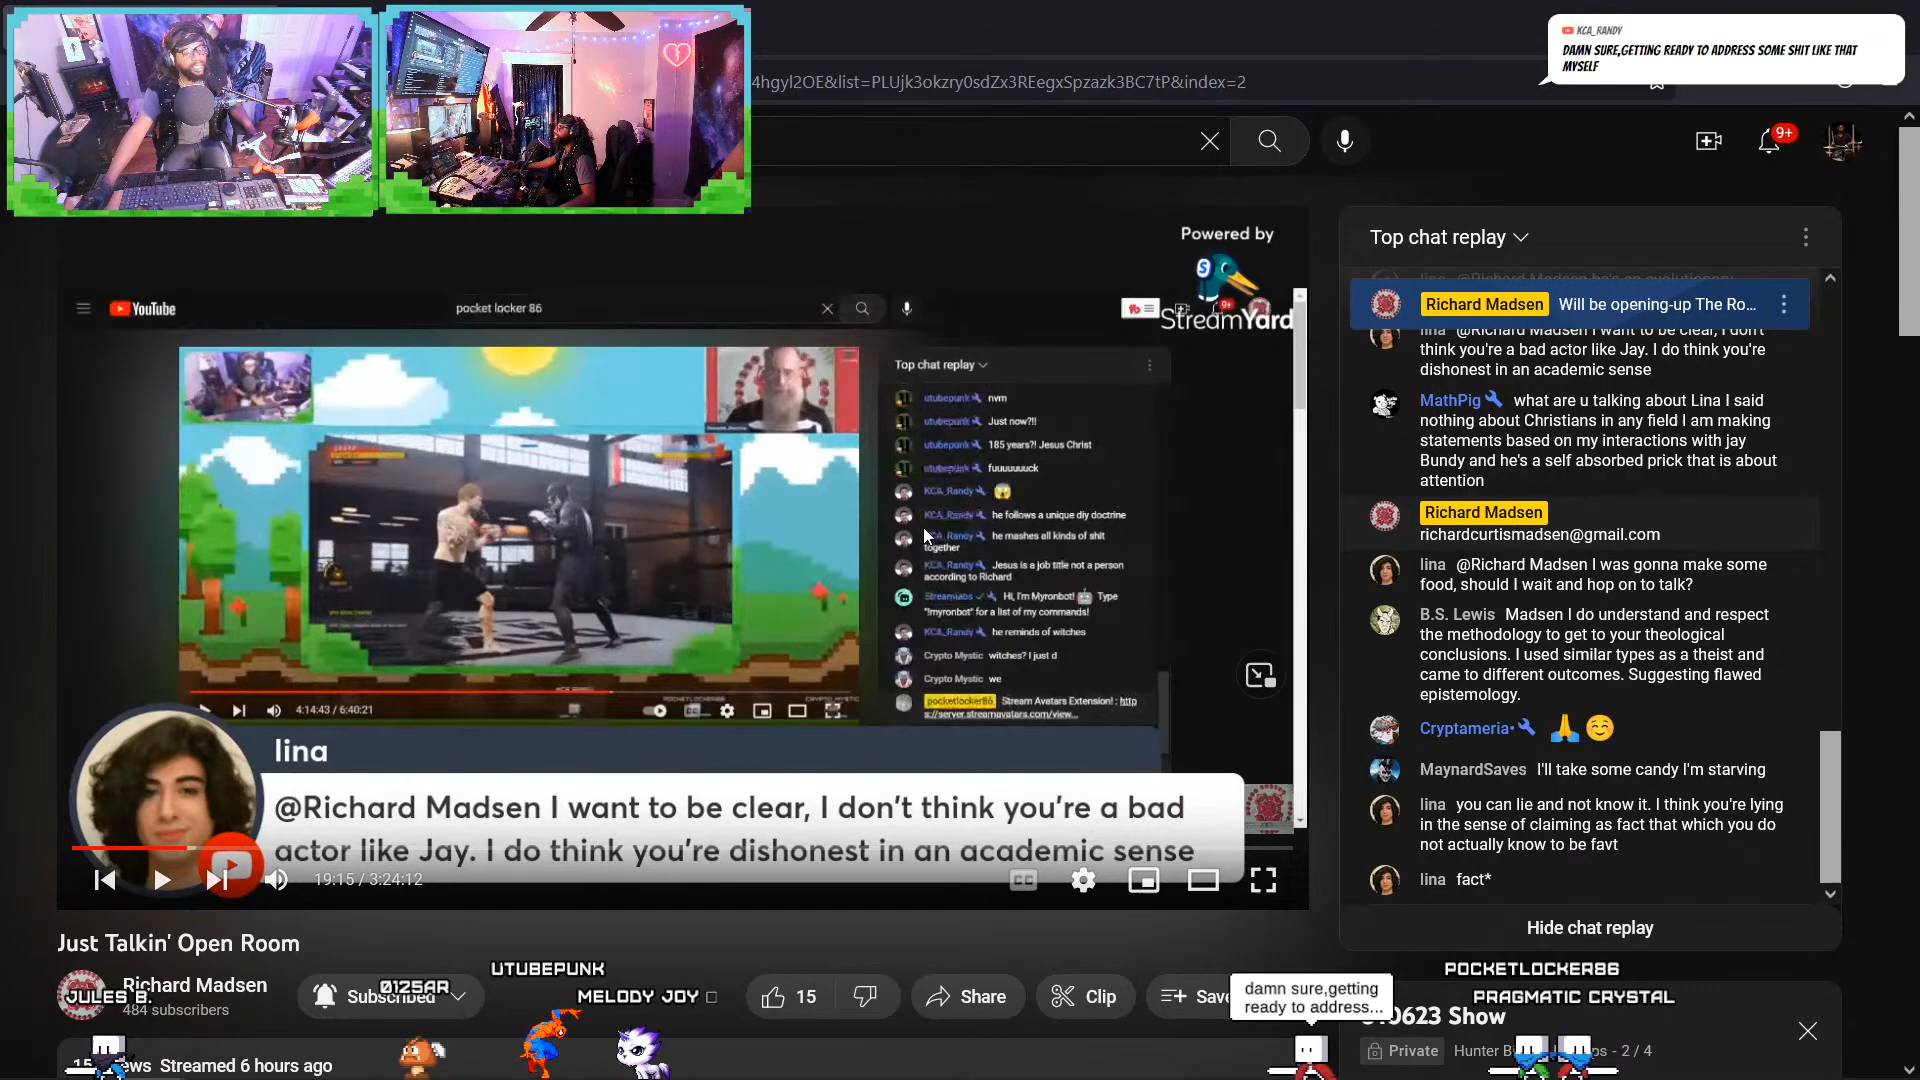 KCA_RANDY
DAMN SURE,GETTING READY TO ADDRESS SOME SHIT LIKE THAT
MYSELF
4hgyl2OE&list=PLUjk3okzry0sdZx3REegxSpzazk3BC7tP&index=2
9+
Powered by
S
StreamYard
YouTube
pocket locker 86
9+
Top chat replay
utubepunk nvm
utubepunk Just now?!!
utubepunk 185 years?! Jesus Christ
utubepunk fuuuuuuuck
KCA_Randy
KCA_Randy he follows a unique diy doctrine
KCA_Randy he mashes all kinds of shit
together
KCA_Randy Jesus is a job title not a person
according to Richard
Streamlabs Hi, I'm Myronbot! Type
"!myronbot" for a list of my commands!
KCA_Randy he reminds of witches
Crypto Mystic witches? I just d
Crypto Mystic we
pocketlocker86 Stream Avatars Extension! : http
s://server.streamavatars.com/view...
4:14:43 / 6:40:21
lina
@Richard Madsen I want to be clear, I don't think you're a bad
actor like Jay. I do think you're dishonest in an academic sense
19:15 / 3:24:12
CC
Top chat replay
Richard Madsen Will be opening-up The Ro...
lina @Richard Madsen I want to be clear, I don't
think you're a bad actor like Jay. I do think you're
dishonest in an academic sense
MathPig what are u talking about Lina I said
nothing about Christians in any field I am making
statements based on my interactions with jay
Bundy and he's a self absorbed prick that is about
attention
Richard Madsen
richardcurtismadsen@gmail.com
lina @Richard Madsen I was gonna make some
food, should I wait and hop on to talk?
B.S. Lewis Madsen I do understand and respect
the methodology to get to your theological
conclusions. I used similar types as a theist and
came to different outcomes. Suggesting flawed
epistemology.
Cryptameria•
MaynardSaves I'll take some candy I'm starving
lina you can lie and not know it. I think you're lying
in the sense of claiming as fact that which you do
not actually know to be favt
lina fact*
Hide chat replay
Just Talkin' Open Room
Richard Madsen
484 subscribers
JULES B.
Subscribed
0125AR
UTUBEPUNK
MELODY JOY
15
Share
Clip
Save
damn sure,getting
ready to address...
POCKETLOCKER86
PRAGMATIC CRYSTAL
0623 Show
Private
Hunter
- 2 / 4
Streamed 6 hours ago